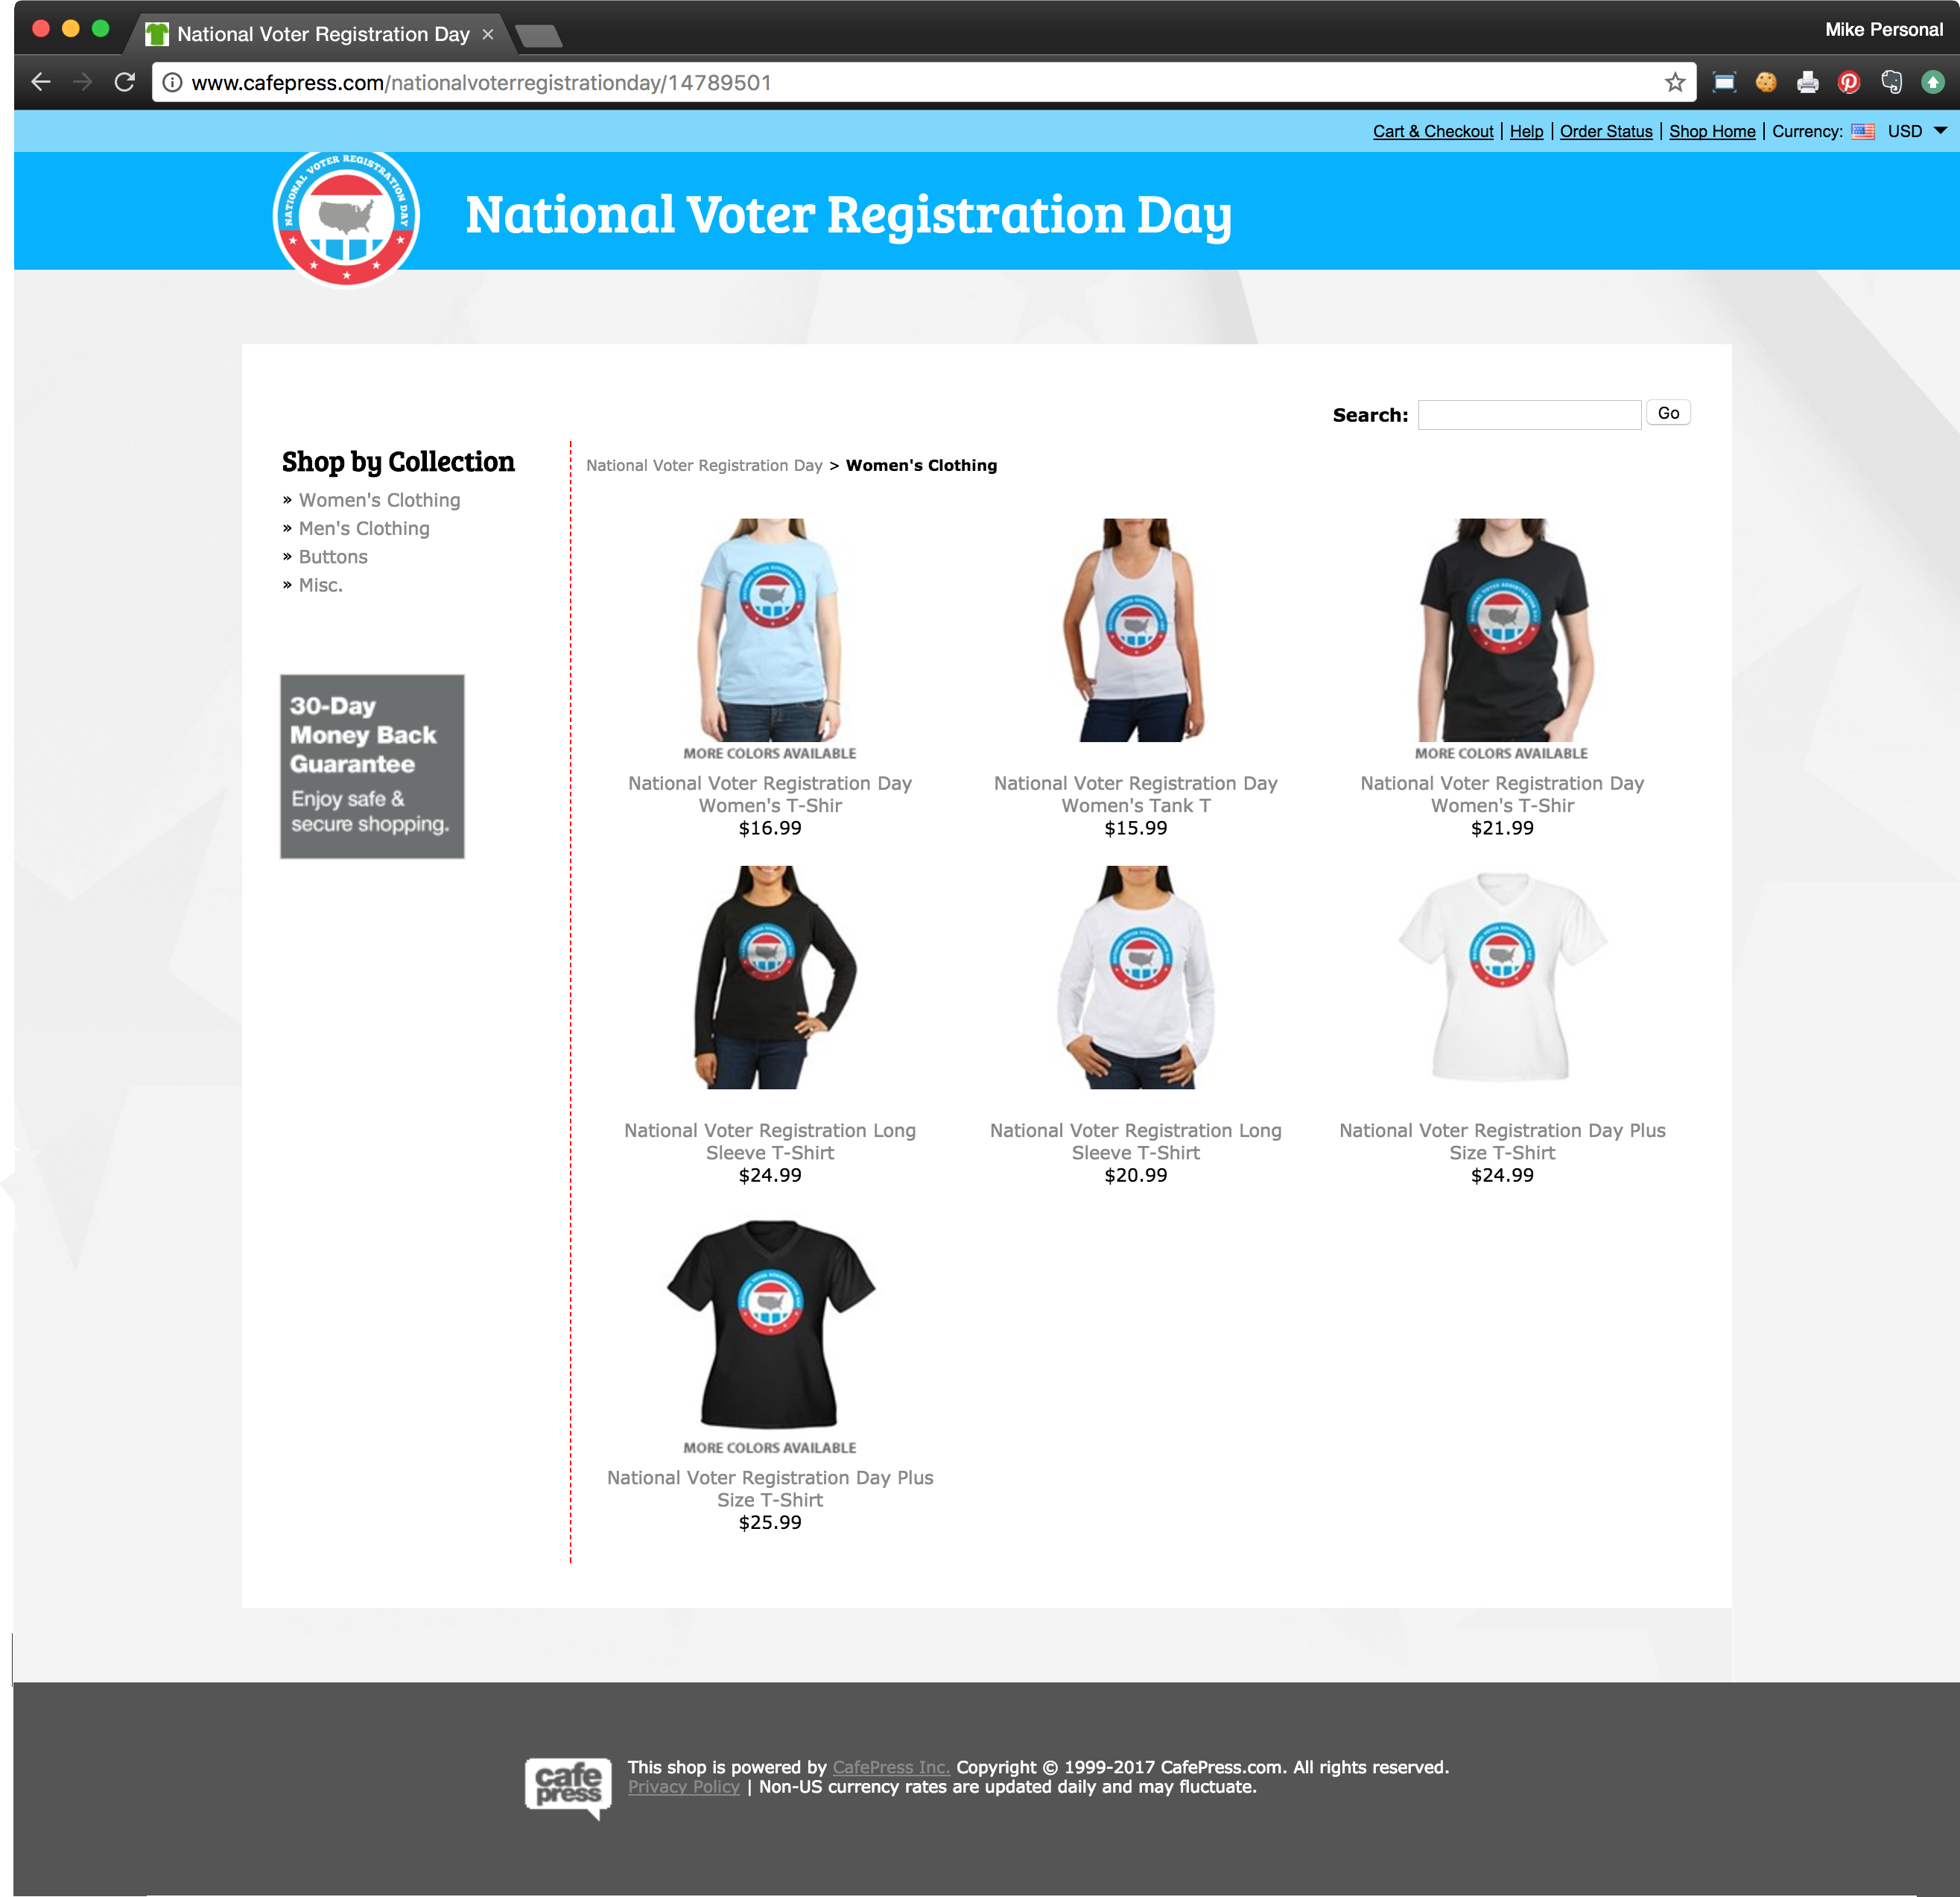 National Voter Registration Day
Mike Personal
www.cafepress.com/nationalvoterregistrationday/14789501
Cart & Checkout | Help | Order Status | Shop Home | Currency: USD
NATIONAL VOTER REGISTRATION DAY
National Voter Registration Day
Search: Go
Shop by Collection
» Women's Clothing
» Men's Clothing
» Buttons
» Misc.
30-Day
Money Back
Guarantee
Enjoy safe &
secure shopping.
National Voter Registration Day > Women's Clothing
MORE COLORS AVAILABLE
National Voter Registration Day
Women's T-Shir
$16.99
National Voter Registration Day
Women's Tank T
$15.99
MORE COLORS AVAILABLE
National Voter Registration Day
Women's T-Shir
$21.99
National Voter Registration Long
Sleeve T-Shirt
$24.99
National Voter Registration Long
Sleeve T-Shirt
$20.99
National Voter Registration Day Plus
Size T-Shirt
$24.99
MORE COLORS AVAILABLE
National Voter Registration Day Plus
Size T-Shirt
$25.99
cafe
press
This shop is powered by CafePress Inc. Copyright © 1999-2017 CafePress.com. All rights reserved.
Privacy Policy | Non-US currency rates are updated daily and may fluctuate.